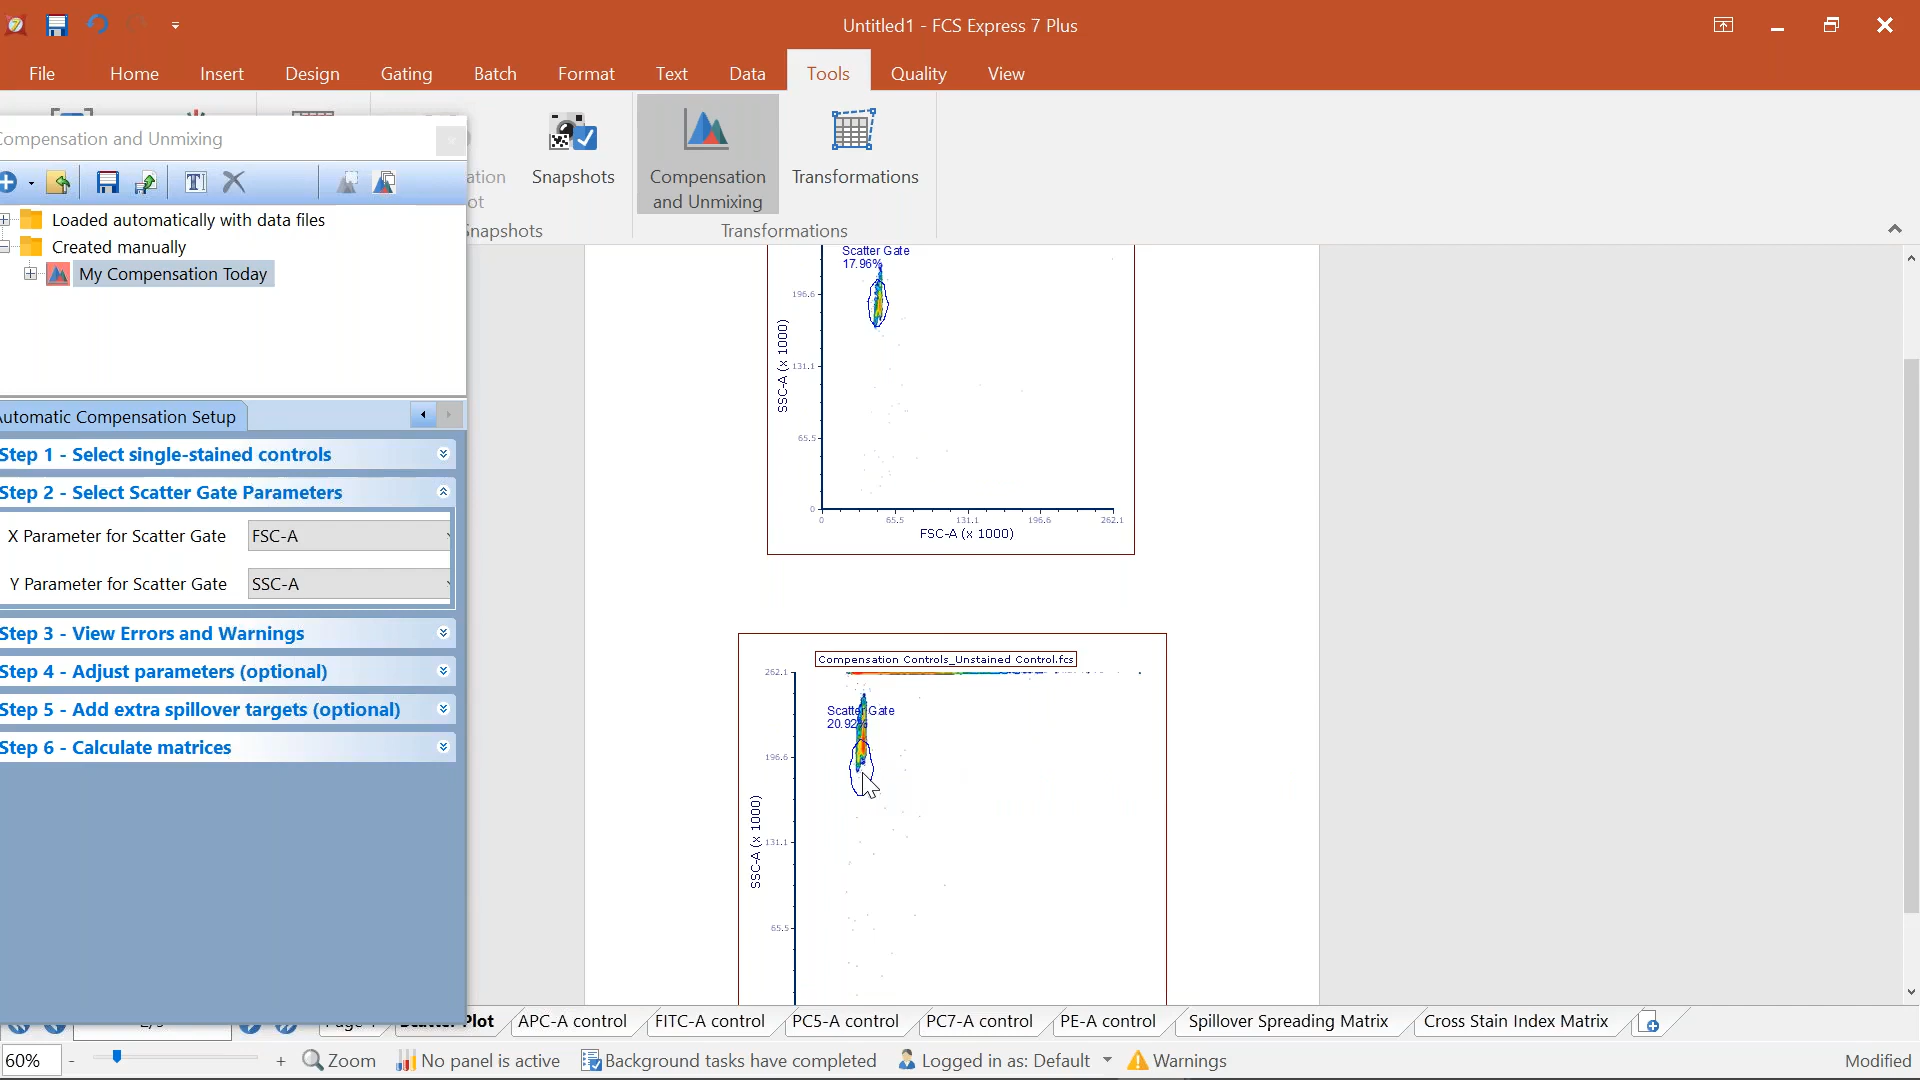 Untitled1 - FCS Express 7 Plus
File Home Insert Design Gating Batch Format Text Data Tools Quality View
ompensation and Unmixing
ation
ot
Snapshots
Compensation
and Unmixing
Transformations
napshots
Transformations
Loaded automatically with data files
Created manually
My Compensation Today
utomatic Compensation Setup
Step 1 - Select single-stained controls
Step 2 - Select Scatter Gate Parameters
X Parameter for Scatter Gate FSC-A
Y Parameter for Scatter Gate SSC-A
Step 3 - View Errors and Warnings
Step 4 - Adjust parameters (optional)
Step 5 - Add extra spillover targets (optional)
Step 6 - Calculate matrices
Scatter Gate
17.96%
196.6
131.1
65.5
0
SSC-A (x 1000)
0 65.5 131.1 196.6 262.1
FSC-A (x 1000)
Compensation Controls_Unstained Control.fcs
262.1
Scatter Gate
20.92%
196.6
131.1
65.5
SSC-A (x 1000)
Plot APC-A control FITC-A control PC5-A control PC7-A control PE-A control Spillover Spreading Matrix Cross Stain Index Matrix
60% - + Zoom No panel is active Background tasks have completed Logged in as: Default Warnings Modified